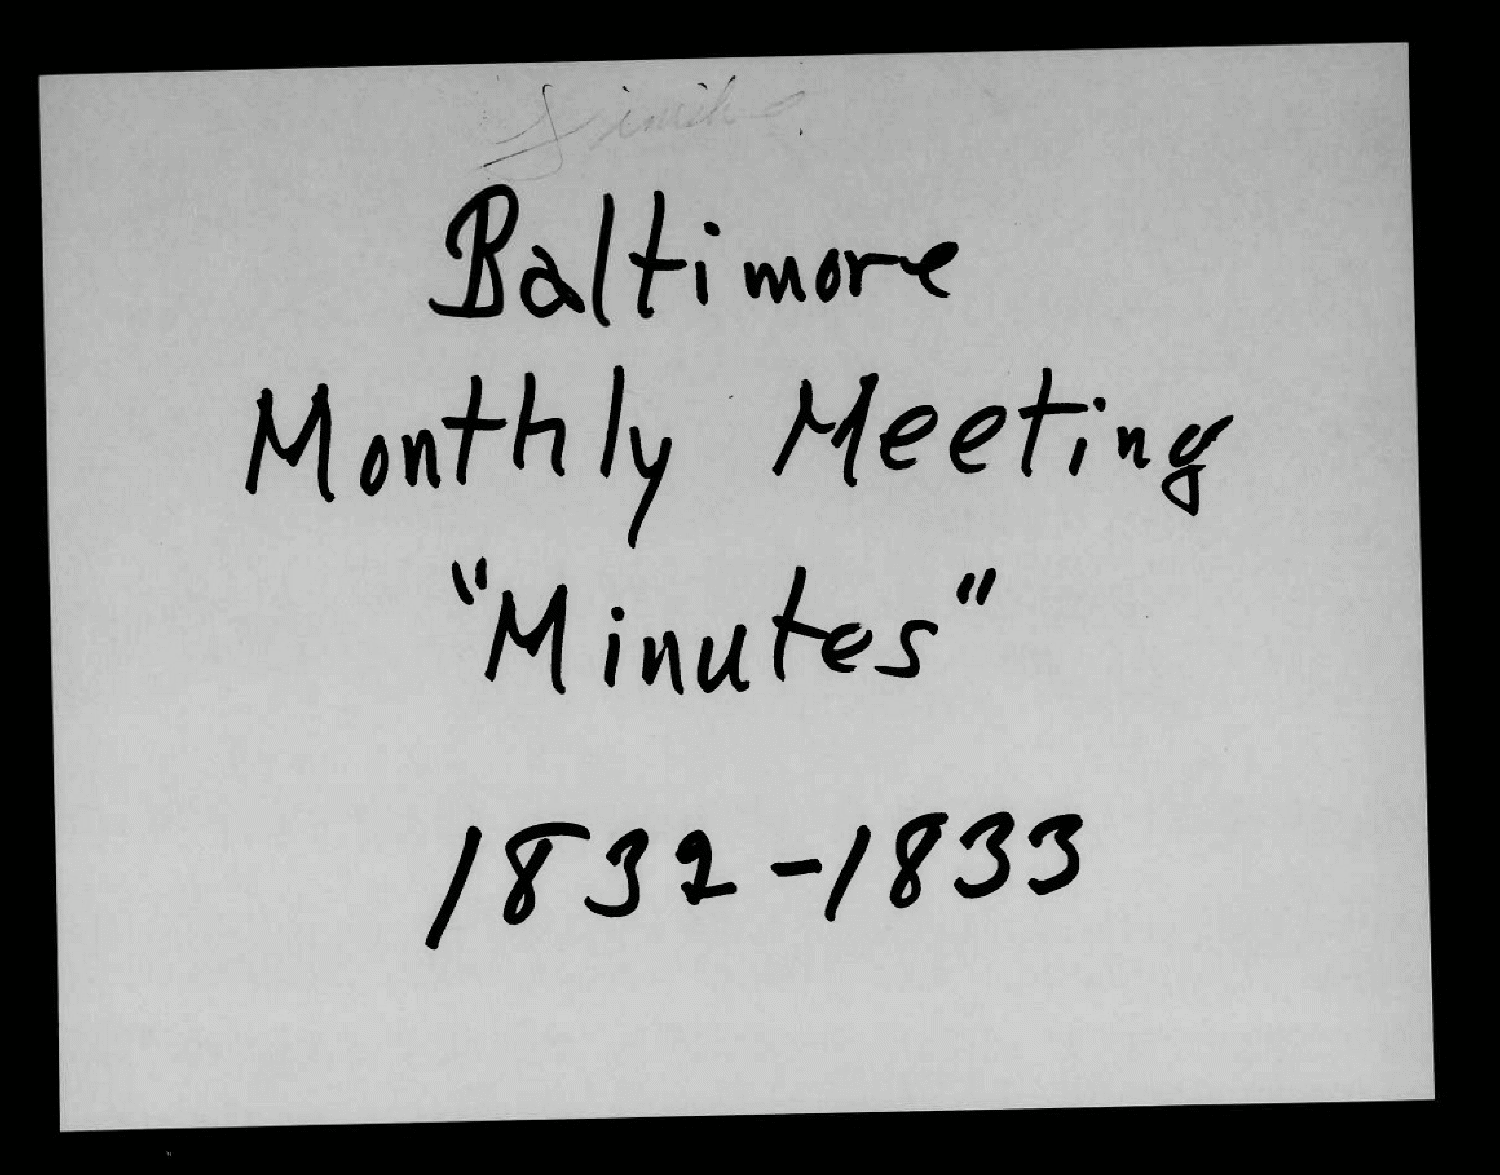 Baltimore
Monthly Meeting
"Minutes"
1832-1833